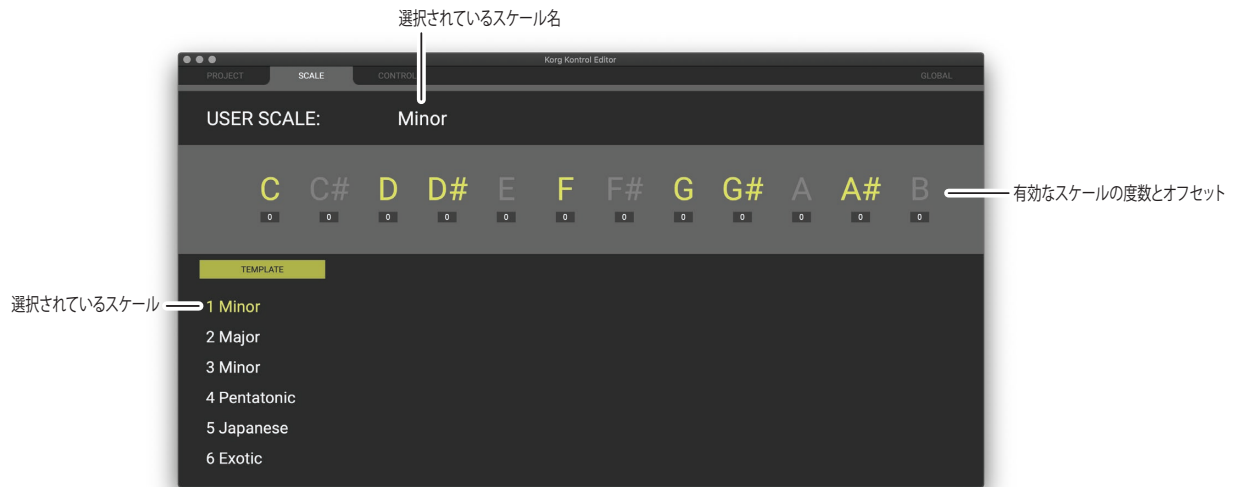 選択されているスケール名
Korg Kontrol Editor
PROJECT SCALE CONTROL GLOBAL
USER SCALE: Minor
C C# D D# E F F# G G# A A# B
0 0 0 0 0 0 0 0 0 0 0 0
有効なスケールの度数とオフセット
TEMPLATE
選択されているスケール
1 Minor
2 Major
3 Minor
4 Pentatonic
5 Japanese
6 Exotic